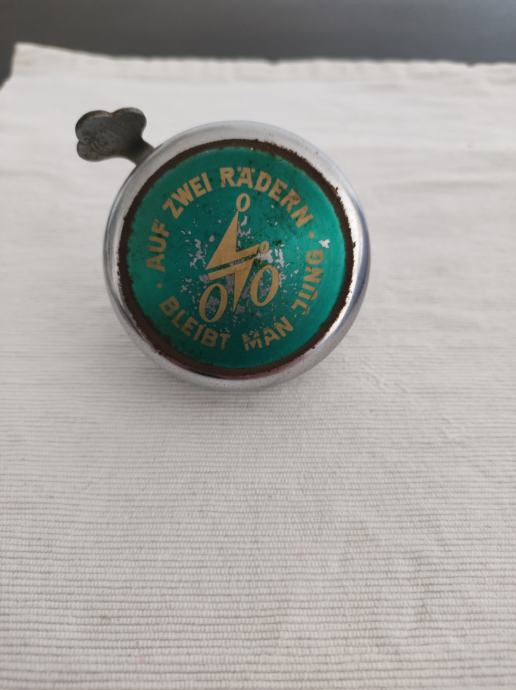 · AUF ZWEI RÄDERN ·
BLEIBT MAN JUNG